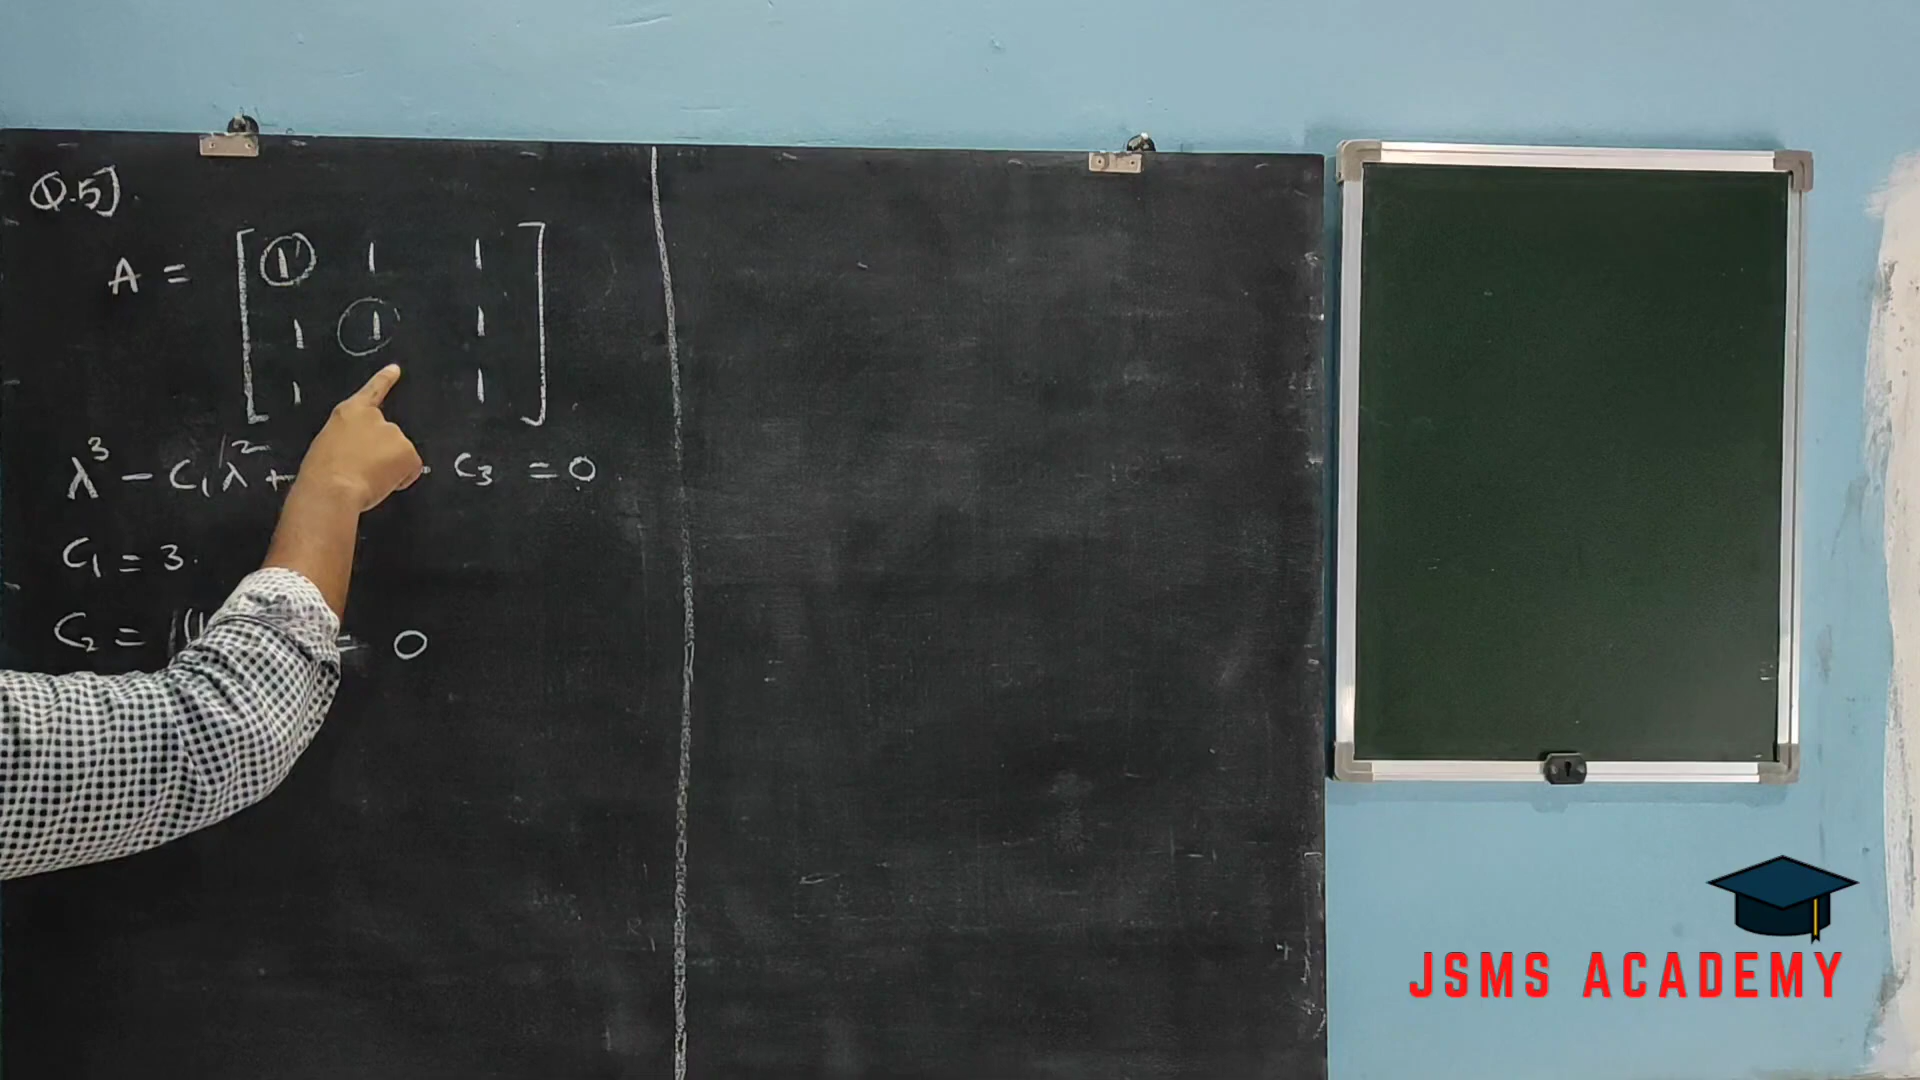 Q.5]
A = [ 1 1 1
1 1 1
1 1 ]
λ³ - C₁λ² + C₃ = 0
C₁ = 3.
C₂ = = 0
JSMS ACADEMY